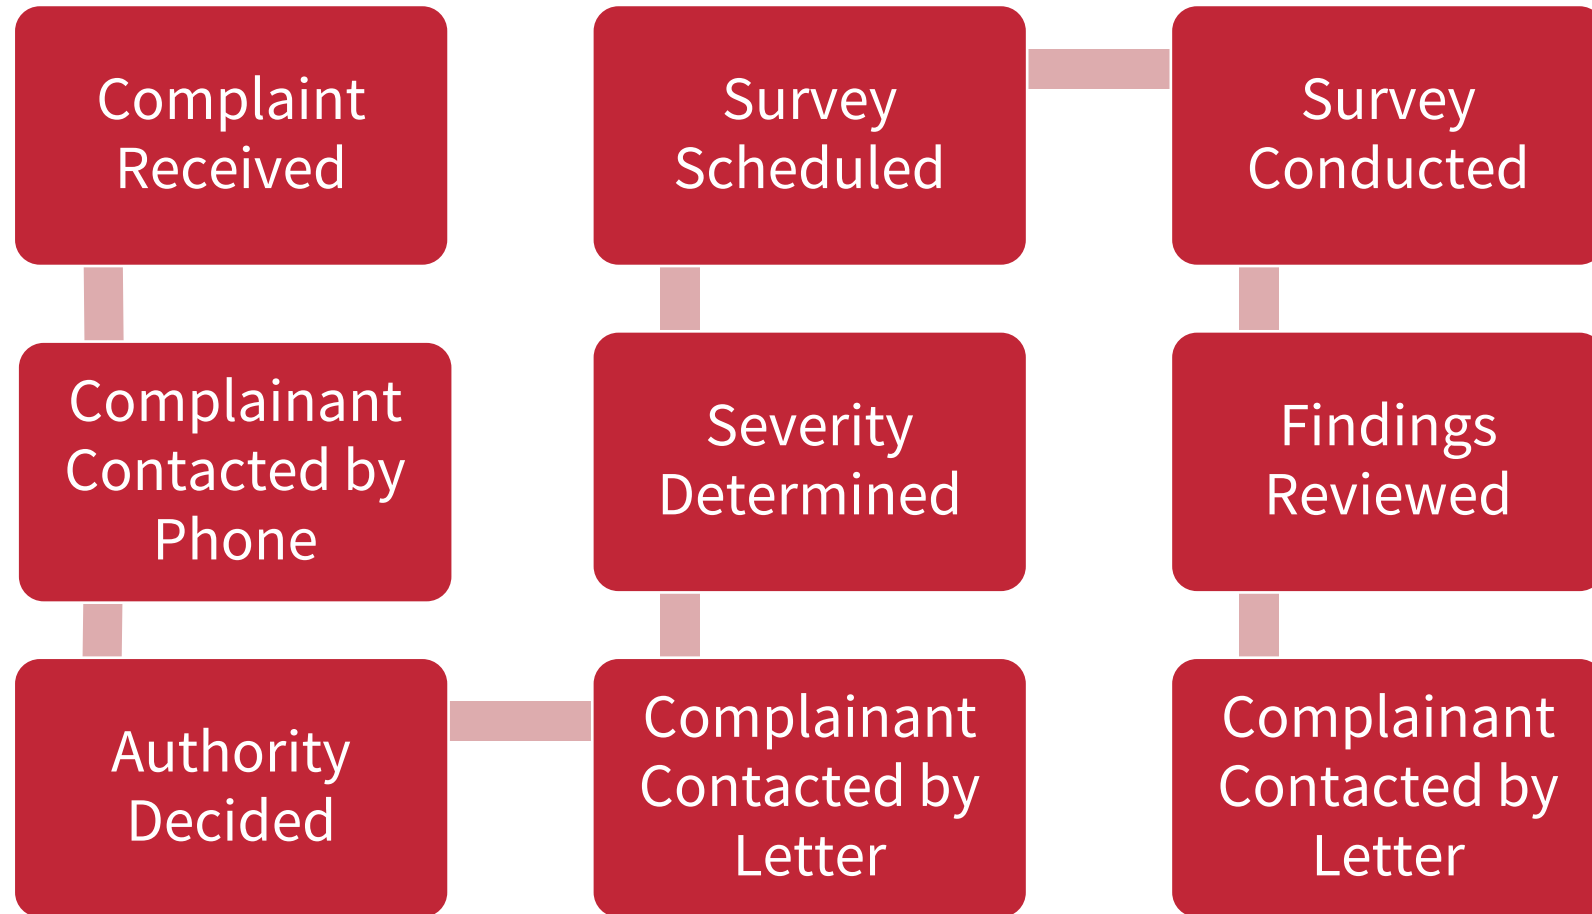 Complaint
Received
Complainant
Contacted by
Phone
Authority
Decided
Complainant
Contacted by
Letter
Severity
Determined
Survey
Scheduled
Survey
Conducted
Findings
Reviewed
Complainant
Contacted by
Letter